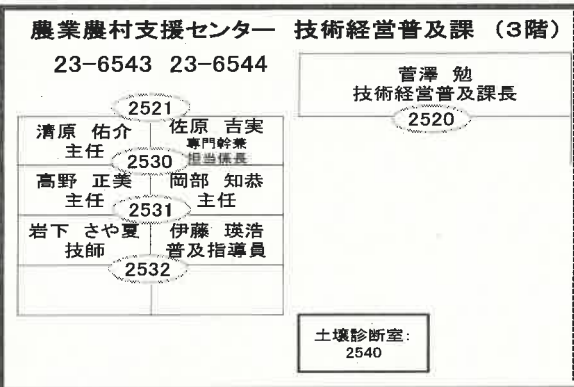 農業農村支援センター 技術経営普及課 (3階)
23-6543 23-6544
菅澤 勉
技術経営普及課長
2520
2521
清原 佑介
主任
佐原 吉実
専門幹兼
担当係長
2530
高野 正美
主任
岡部 知恭
主任
2531
岩下 さや夏
技師
伊藤 瑛浩
普及指導員
2532
土壌診断室:
2540